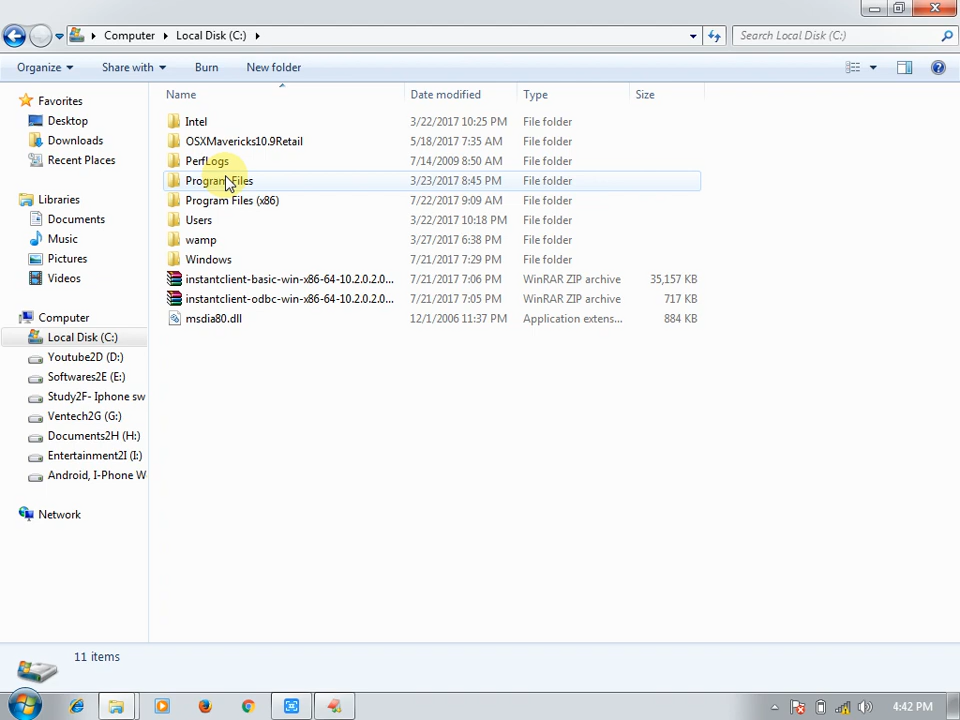 Computer Local Disk (C:) Search Local Disk (C:)
Organize Share with Burn New folder
Name Date modified Type Size
Favorites
Desktop
Downloads
Recent Places
Libraries
Documents
Music
Pictures
Videos
Computer
Local Disk (C:)
Youtube2D (D:)
Softwares2E (E:)
Study2F- Iphone sw
Ventech2G (G:)
Documents2H (H:)
Entertainment2I (I:)
Android, I-Phone W
Network
Intel 3/22/2017 10:25 PM File folder
OSXMavericks10.9Retail 5/18/2017 7:35 AM File folder
PerfLogs 7/14/2009 8:50 AM File folder
Program Files 3/23/2017 8:45 PM File folder
Program Files (x86) 7/22/2017 9:09 AM File folder
Users 3/22/2017 10:18 PM File folder
wamp 3/27/2017 6:38 PM File folder
Windows 7/21/2017 7:29 PM File folder
instantclient-basic-win-x86-64-10.2.0.2.0... 7/21/2017 7:06 PM WinRAR ZIP archive 35,157 KB
instantclient-odbc-win-x86-64-10.2.0.2.0... 7/21/2017 7:05 PM WinRAR ZIP archive 717 KB
msdia80.dll 12/1/2006 11:37 PM Application extens... 884 KB
11 items
4:42 PM